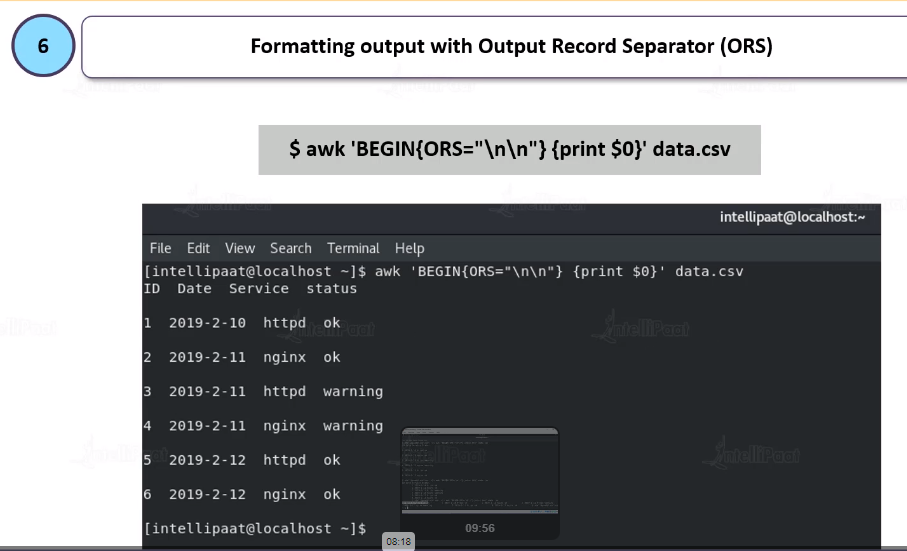 6
Formatting output with Output Record Separator (ORS)
$ awk 'BEGIN{ORS="\n\n"} {print $0}' data.csv
intellipaat@localhost:~
File Edit View Search Terminal Help
[intellipaat@localhost ~]$ awk 'BEGIN{ORS="\n\n"} {print $0}' data.csv
ID  Date  Service  status
1  2019-2-10  httpd  ok
2  2019-2-11  nginx  ok
3  2019-2-11  httpd  warning
4  2019-2-11  nginx  warning
5  2019-2-12  httpd  ok
6  2019-2-12  nginx  ok
[intellipaat@localhost ~]$
09:56
08:18